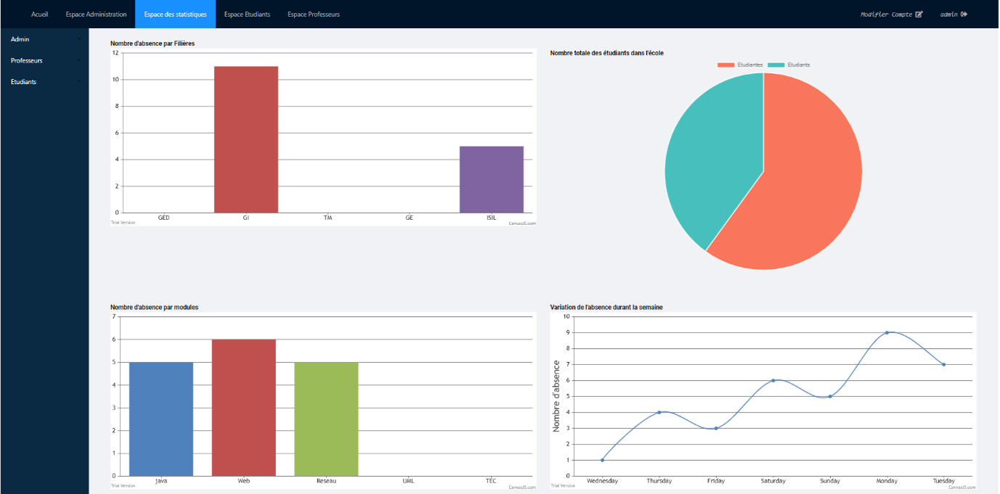 Acueil Espace Administration Espace des statistiques Espace Etudiants Espace Professeurs Modifier Compte admin
Admin
Professeurs
Etudiants
Nombre d'absence par Filières
12
10
8
6
4
2
0
GED GI TM GE ISIL
Trial Version CanvasJS.com
Nombre totale des étudiants dans l'école
Etudiantes Etudiants
Nombre d'absence par modules
7
6
5
4
3
2
1
0
Java Web Reseau UML TEC
Trial Version CanvasJS.com
Variation de l'absence durant la semaine
Nombre d'absence
10
9
8
7
6
5
4
3
2
1
0
Wednesday Thursday Friday Saturday Sunday Monday Tuesday
Trial Version CanvasJS.com